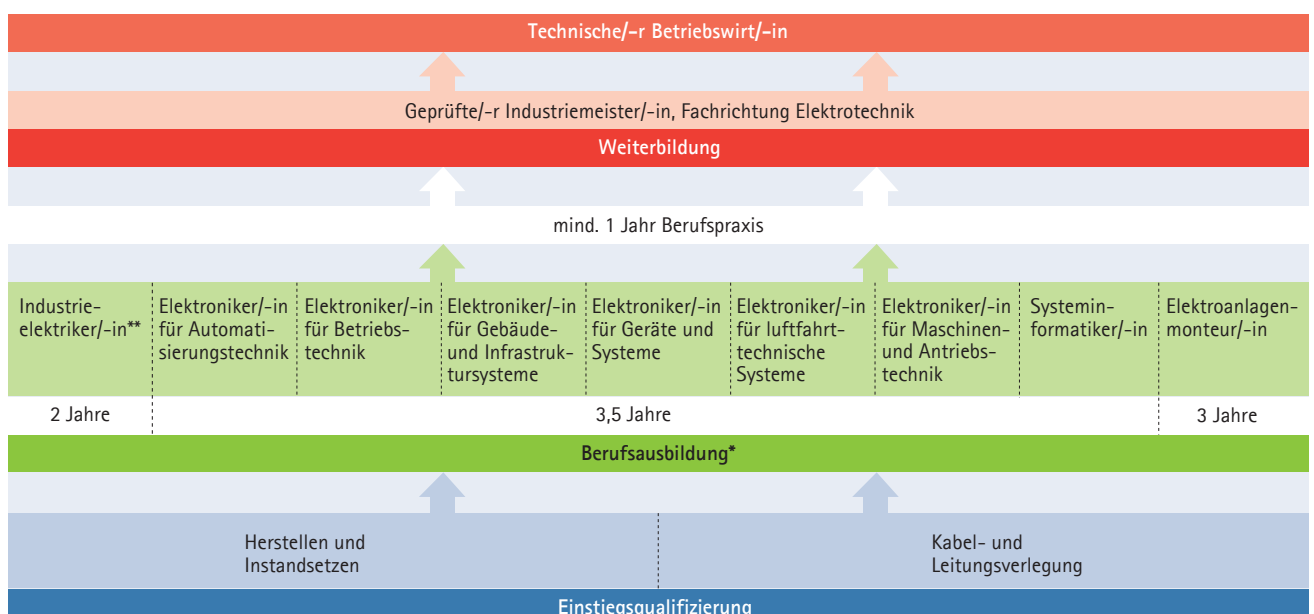 Technische/-r Betriebswirt/-in
Geprüfte/-r Industriemeister/-in, Fachrichtung Elektrotechnik
Weiterbildung
mind. 1 Jahr Berufspraxis
Industrie-
elektriker/-in**
Elektroniker/-in
für Automati-
sierungstechnik
Elektroniker/-in
für Betriebs-
technik
Elektroniker/-in
für Gebäude-
und Infrastruk-
tursysteme
Elektroniker/-in
für Geräte und
Systeme
Elektroniker/-in
für luftfahrt-
technische
Systeme
Elektroniker/-in
für Maschinen-
und Antriebs-
technik
Systemin-
formatiker/-in
Elektroanlagen-
monteur/-in
2 Jahre
3,5 Jahre
3 Jahre
Berufsausbildung*
Herstellen und
Instandsetzen
Kabel- und
Leitungsverlegung
Einstiegsqualifizierung